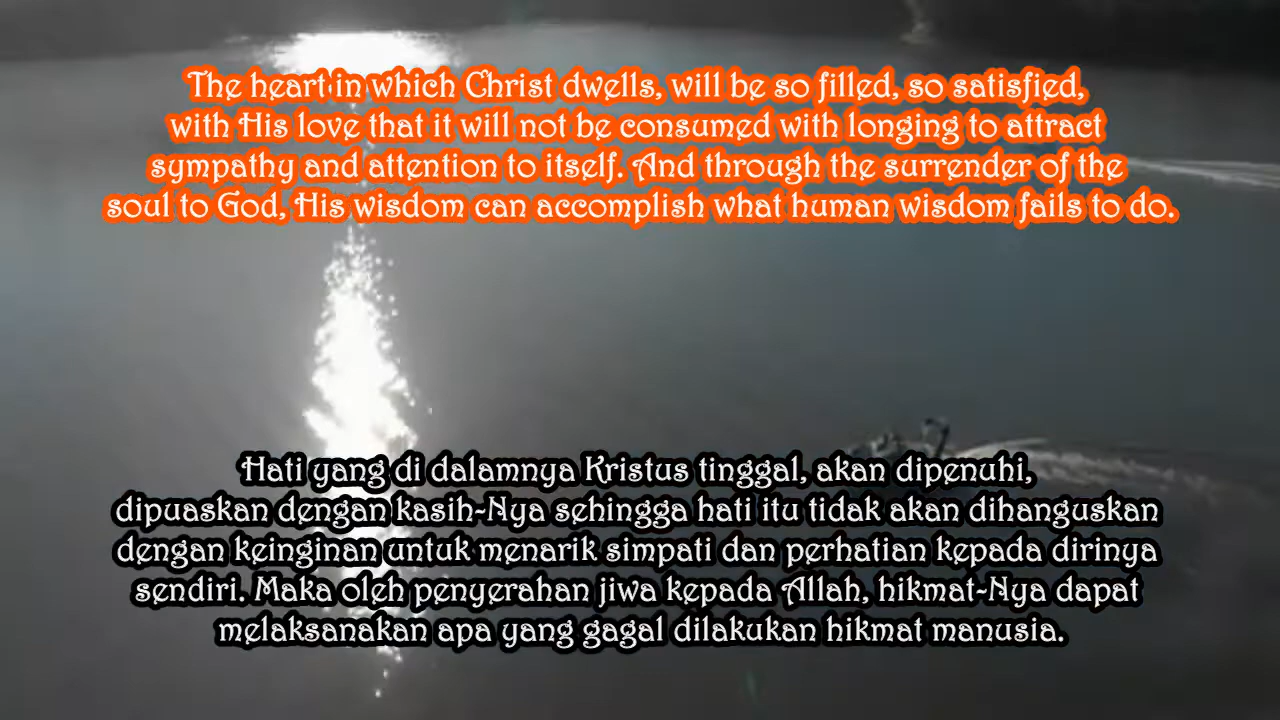 The heart in which Christ dwells, will be so filled, so satisfied,
with His love that it will not be consumed with longing to attract
sympathy and attention to itself. And through the surrender of the
soul to God, His wisdom can accomplish what human wisdom fails to do.
Hati yang di dalamnya Kristus tinggal, akan dipenuhi,
dipuaskan dengan kasih-Nya sehingga hati itu tidak akan dihanguskan
dengan keinginan untuk menarik simpati dan perhatian kepada dirinya
sendiri. Maka oleh penyerahan jiwa kepada Allah, hikmat-Nya dapat
melaksanakan apa yang gagal dilakukan hikmat manusia.